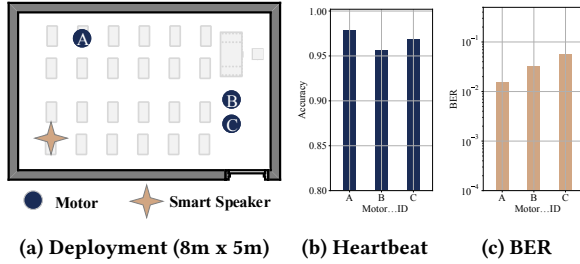 A
B
C
Motor
Smart Speaker
(a) Deployment (8m x 5m)
1.00
0.95
0.90
0.85
0.80
Accuracy
A B C
Motor...ID
(b) Heartbeat
10⁻¹
10⁻²
10⁻³
10⁻⁴
BER
A B C
Motor...ID
(c) BER